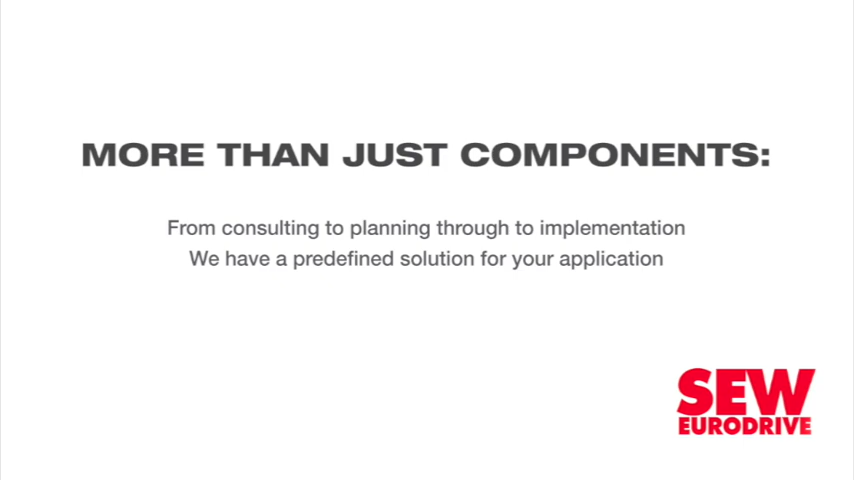 MORE THAN JUST COMPONENTS:
From consulting to planning through to implementation
We have a predefined solution for your application
SEW
EURODRIVE